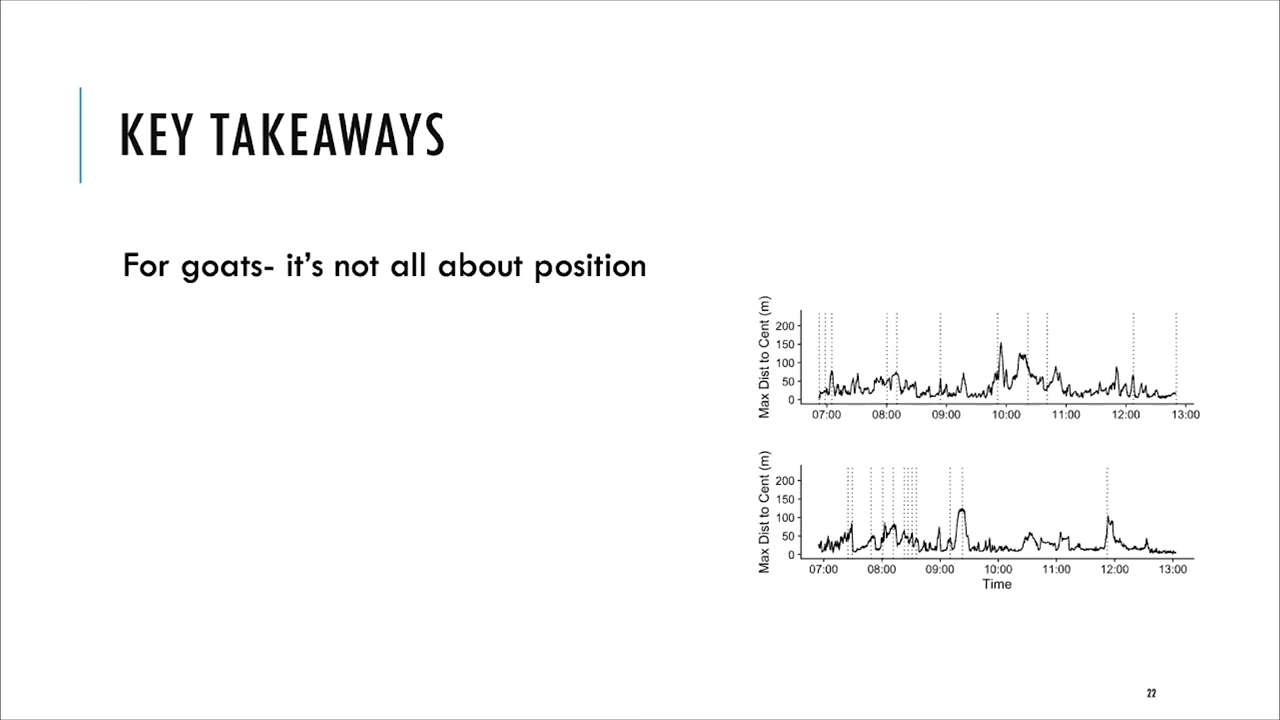 KEY TAKEAWAYS
For goats- it's not all about position
Max Dist to Cent (m)
200
150
100
50
0
07:00 08:00 09:00 10:00 11:00 12:00 13:00
Max Dist to Cent (m)
200
150
100
50
0
07:00 08:00 09:00 10:00 11:00 12:00 13:00
Time
22